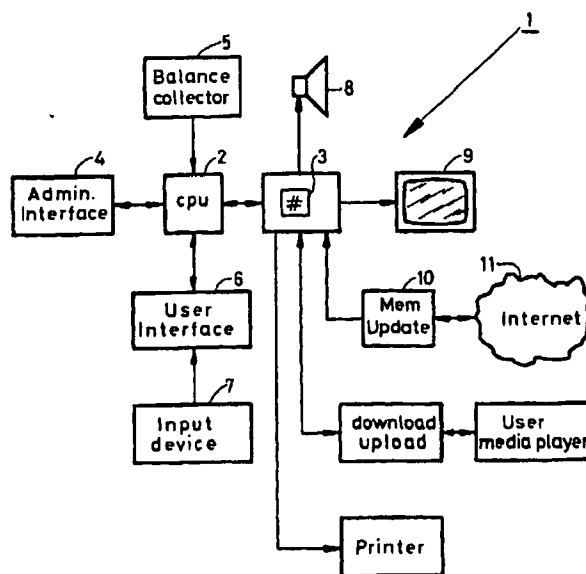 1
5
Balance
collector
8
4
Admin.
Interface
2
cpu
3
#
9
6
User
Interface
10
Mem
Update
11
Internet
7
Input
device
download
upload
User
media player
Printer